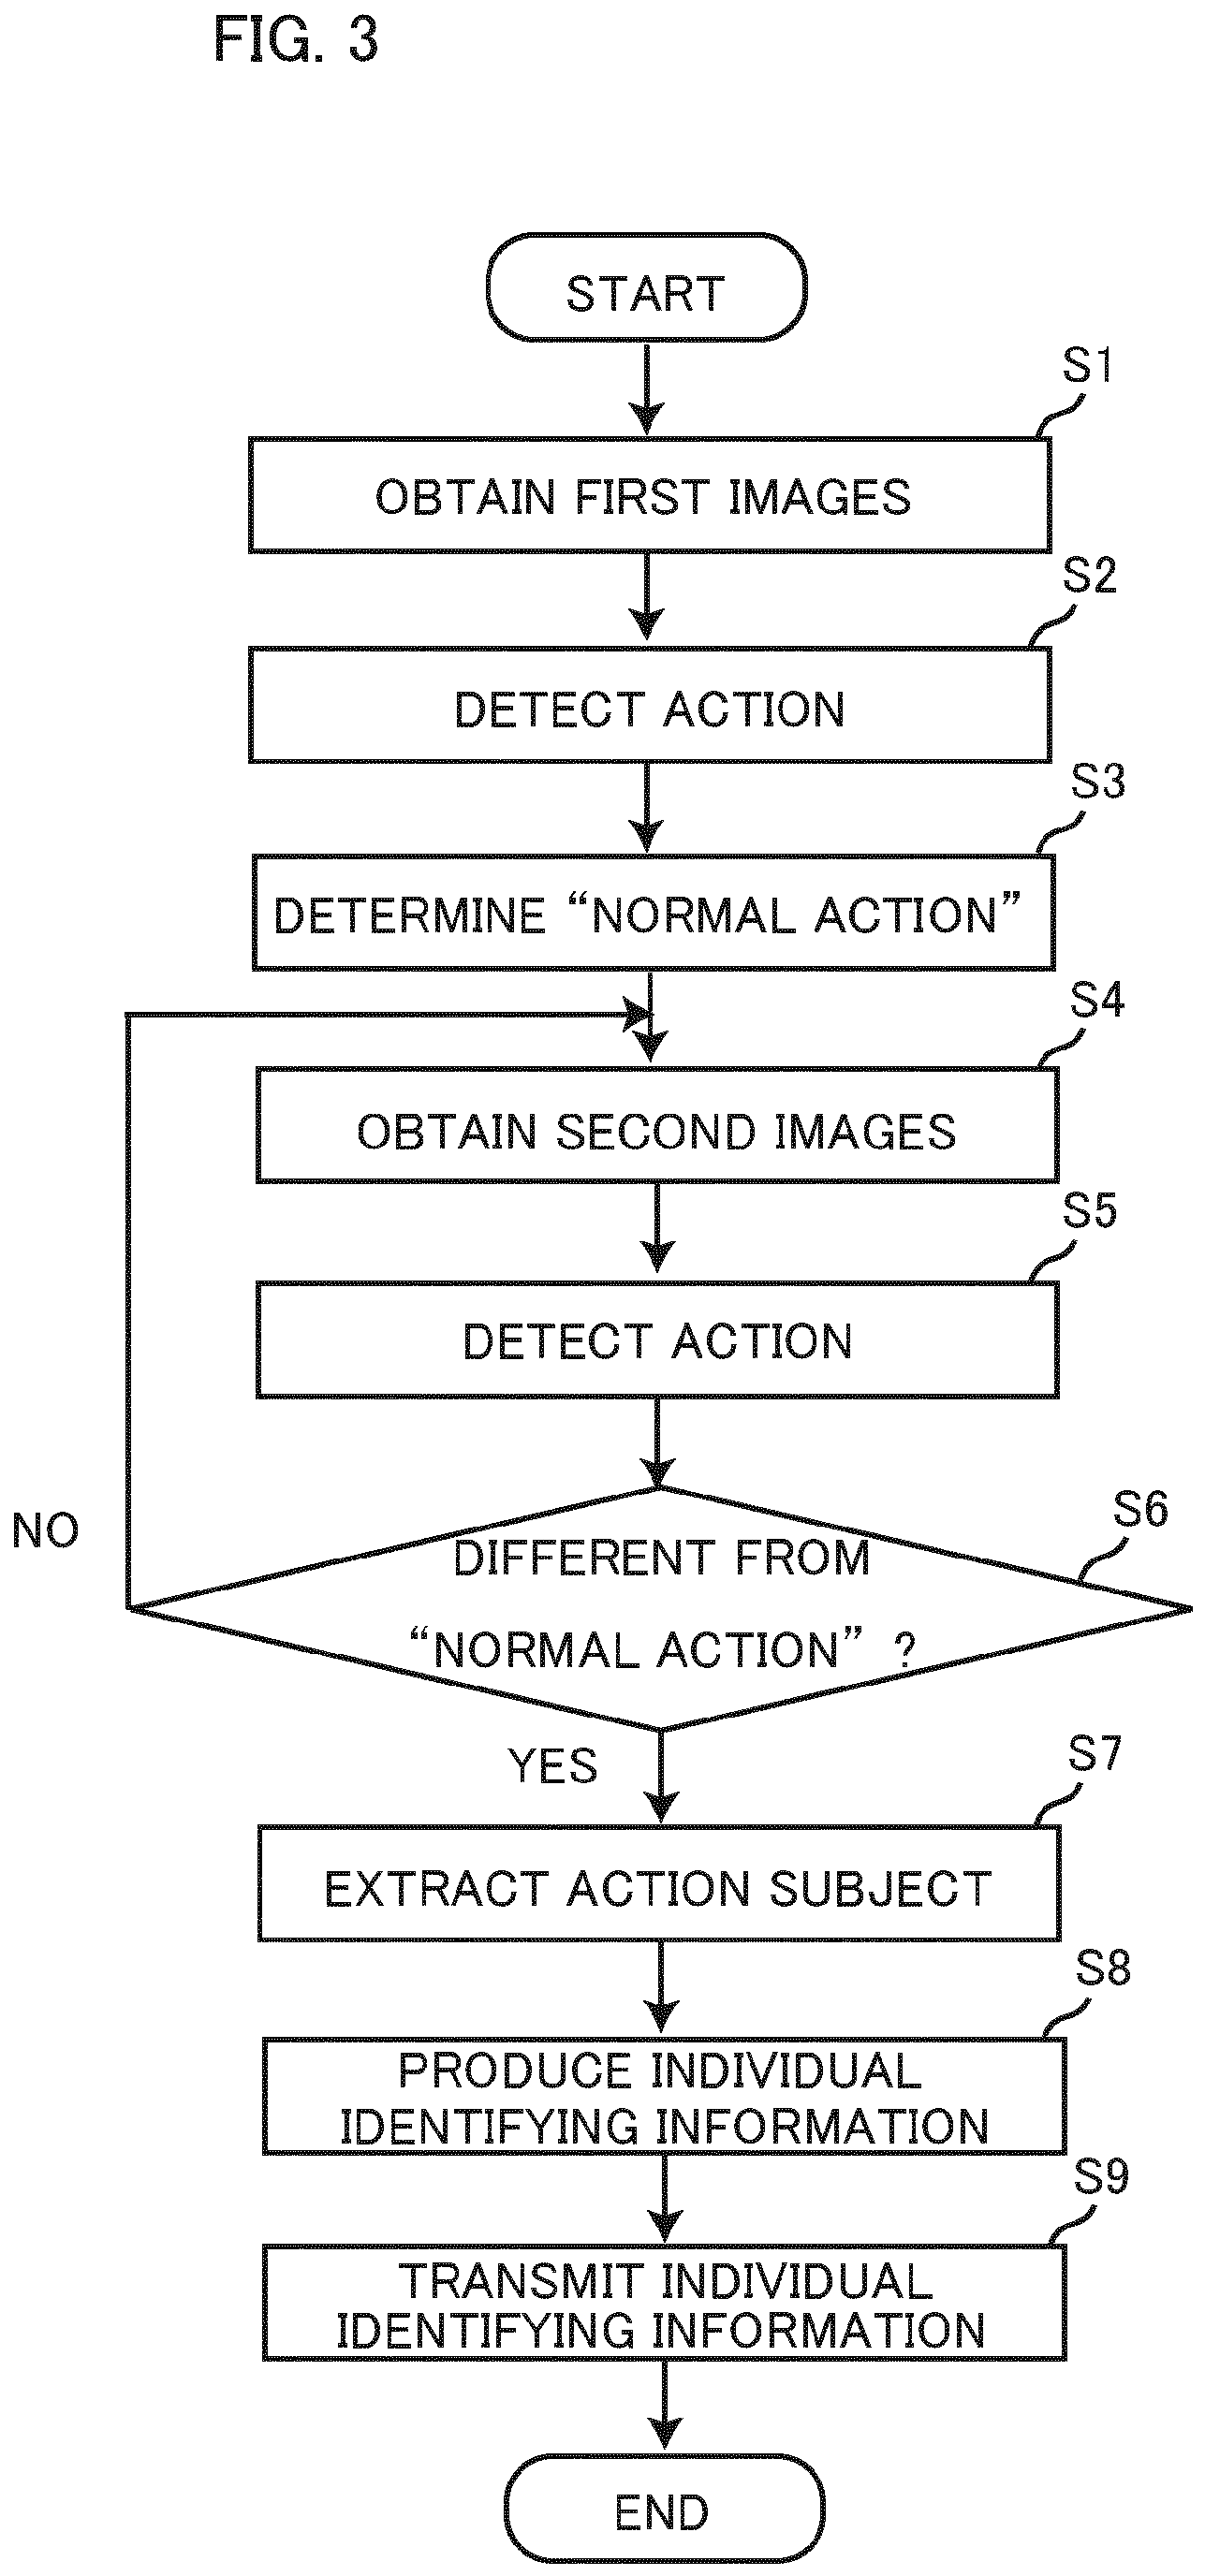 FIG. 3
START
S1
OBTAIN FIRST IMAGES
S2
DETECT ACTION
S3
DETERMINE “NORMAL ACTION”
S4
OBTAIN SECOND IMAGES
S5
DETECT ACTION
NO
S6
DIFFERENT FROM
“NORMAL ACTION” ?
YES
S7
EXTRACT ACTION SUBJECT
S8
PRODUCE INDIVIDUAL
IDENTIFYING INFORMATION
S9
TRANSMIT INDIVIDUAL
IDENTIFYING INFORMATION
END